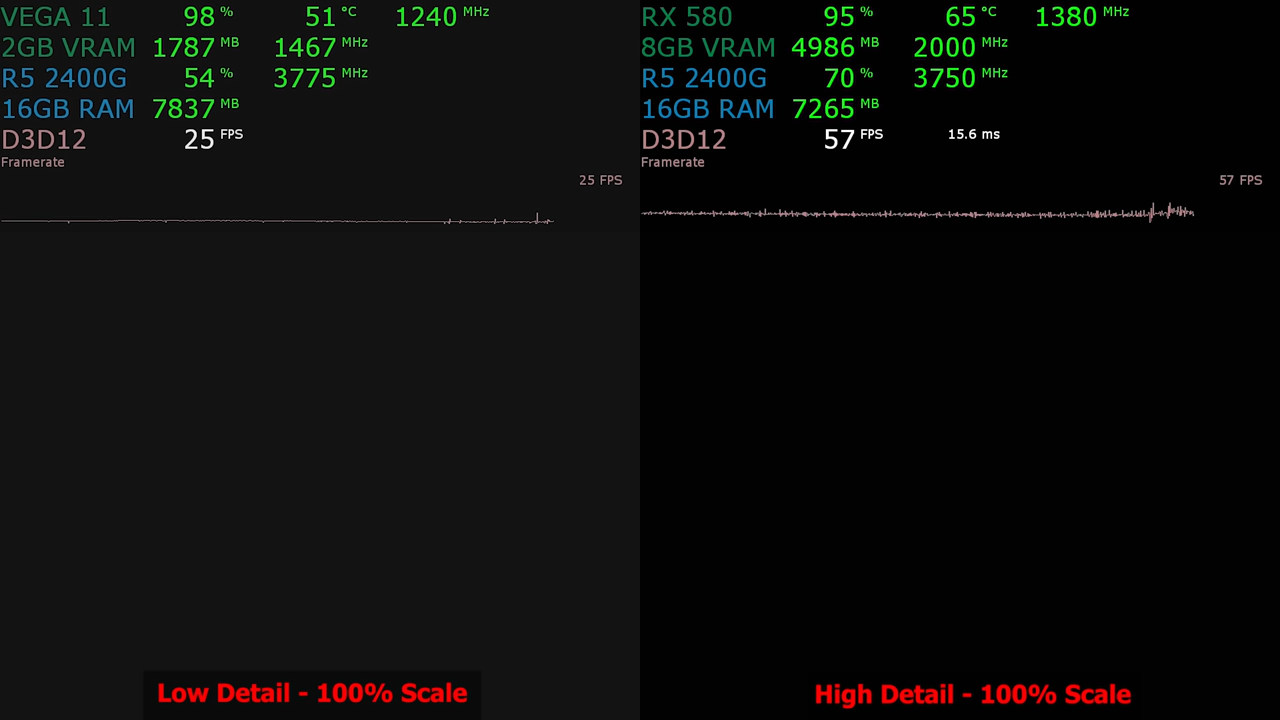 VEGA 11 98 % 51 °C 1240 MHz
2GB VRAM 1787 MB 1467 MHz
R5 2400G 54 % 3775 MHz
16GB RAM 7837 MB
D3D12 25 FPS
Framerate
25 FPS
Low Detail - 100% Scale
RX 580 95 % 65 °C 1380 MHz
8GB VRAM 4986 MB 2000 MHz
R5 2400G 70 % 3750 MHz
16GB RAM 7265 MB
D3D12 57 FPS 15.6 ms
Framerate
57 FPS
High Detail - 100% Scale